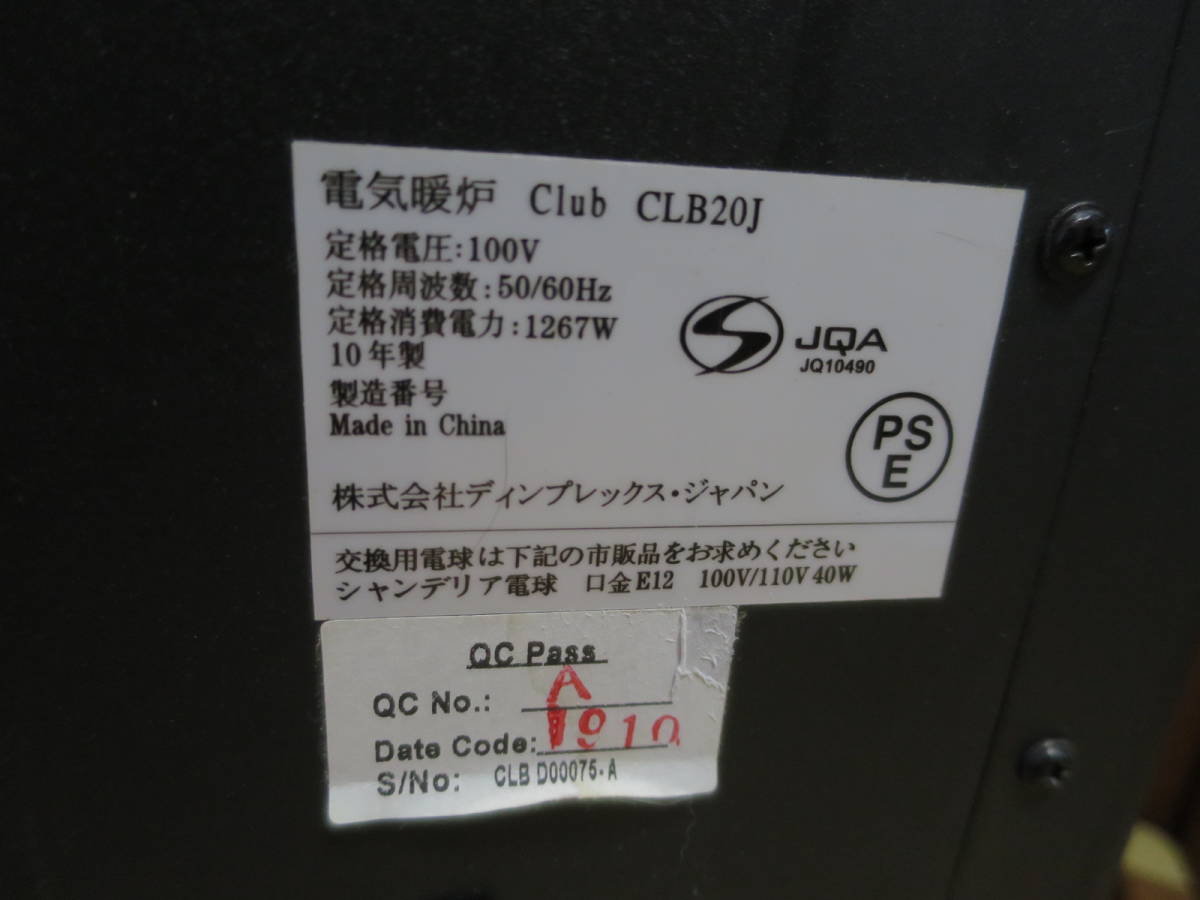 電気暖炉 Club CLB20J
定格電圧:100V
定格周波数:50/60Hz
定格消費電力:1267W
10年製
製造番号
Made in China
JQA
JQ10490
PS
E
株式会社ディンプレックス・ジャパン
交換用電球は下記の市販品をお求めください
シャンデリア電球 口金E12 100V/110V 40W
QC Pass
QC No.: A
Date Code: 1910
S/No: CLB D00075-A